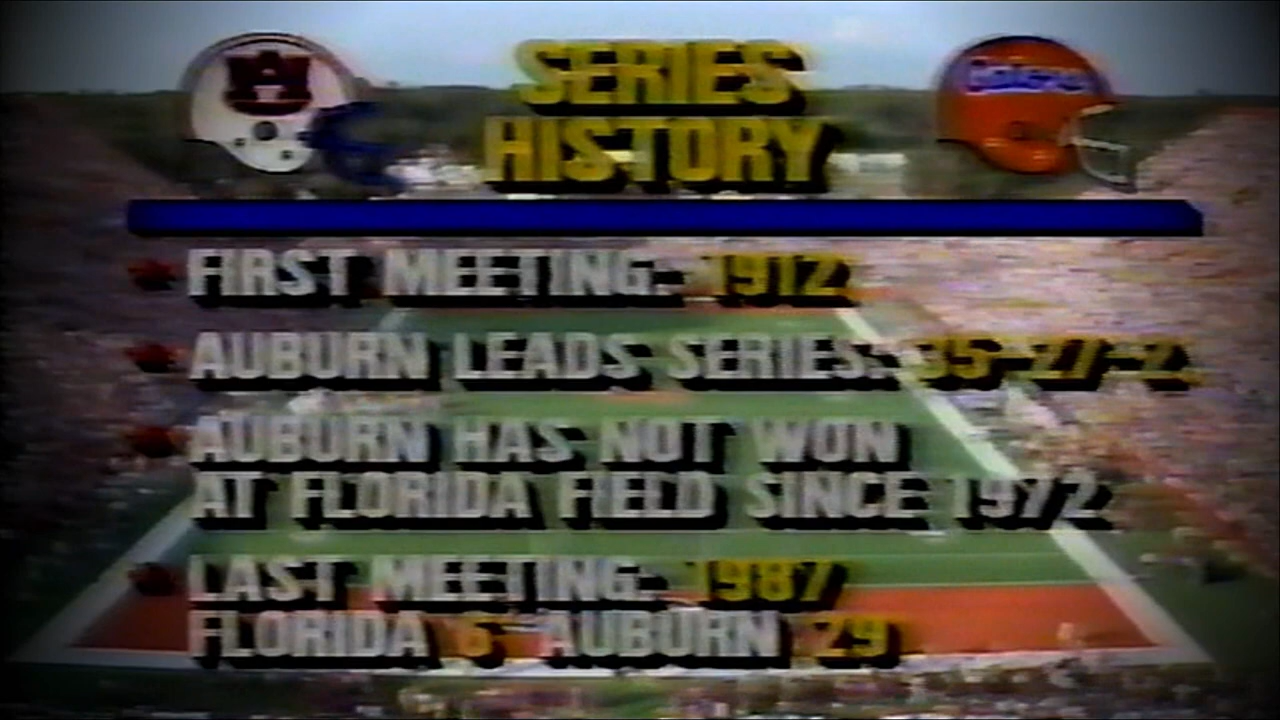 SERIES
HISTORY
Gators
FIRST MEETING: 1912
AUBURN LEADS SERIES: 35-27-2
AUBURN HAS NOT WON
AT FLORIDA FIELD SINCE 1972
LAST MEETING: 1987
FLORIDA 6 AUBURN 29